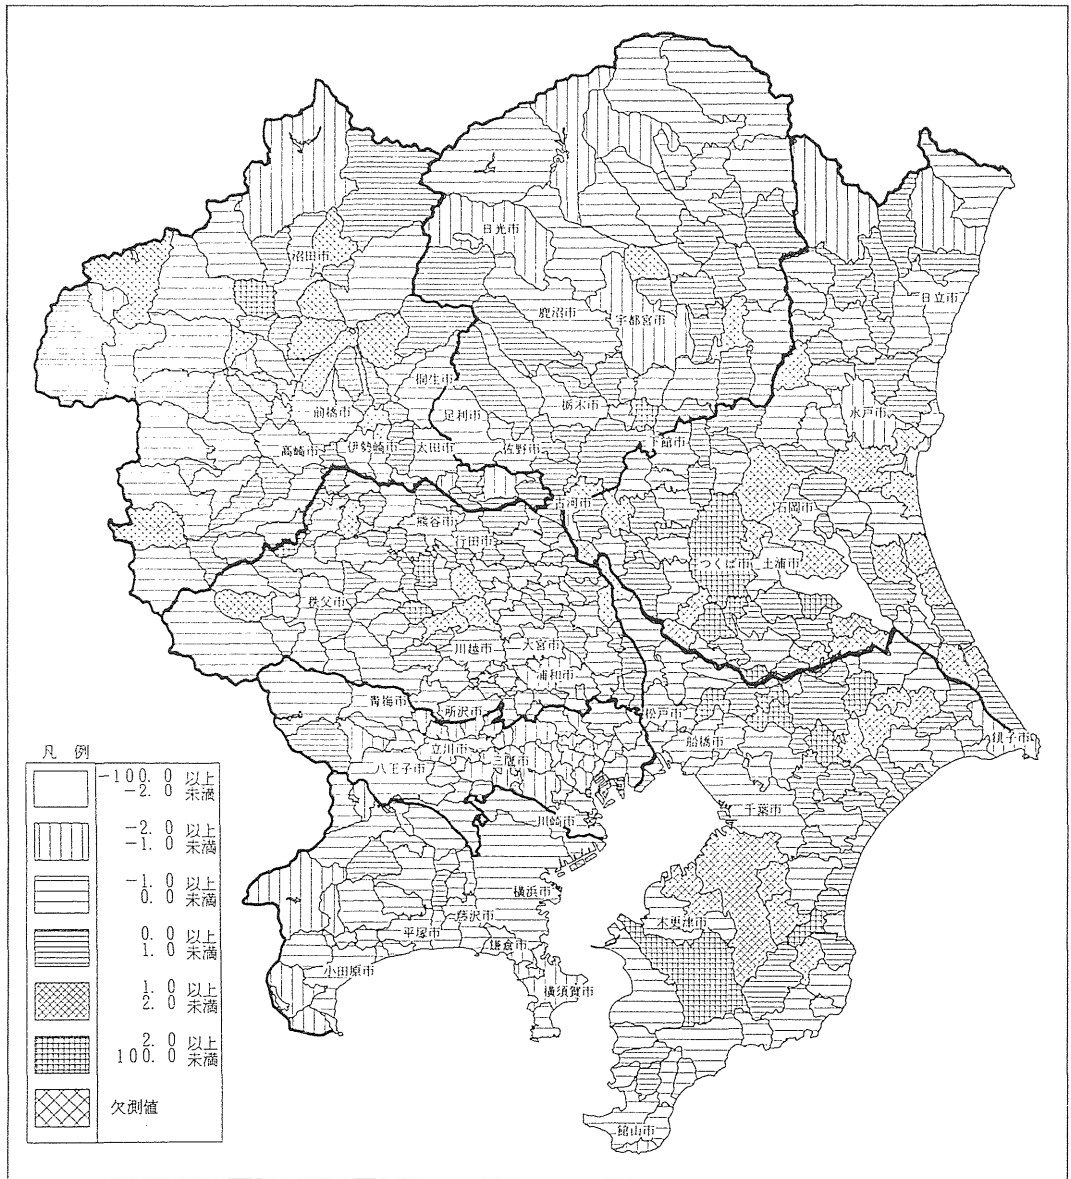 日光市
沼田市
日立市
鹿沼市
宇都宮市
桐生市
栃木市
前橋市
足利市
水戸市
高崎市
伊勢崎市
太田市
佐野市
下館市
古河市
石岡市
熊谷市
行田市
つくば市
土浦市
秩父市
川越市
大宮市
浦和市
青梅市
所沢市
松戸市
銚子市
立川市
船橋市
三鷹市
八王子市
千葉市
川崎市
横浜市
藤沢市
木更津市
平塚市
鎌倉市
小田原市
横須賀市
館山市
凡 例
-100.0 以上
-2.0 未満
-2.0 以上
-1.0 未満
-1.0 以上
0.0 未満
0.0 以上
1.0 未満
1.0 以上
2.0 未満
2.0 以上
100.0 未満
欠測値